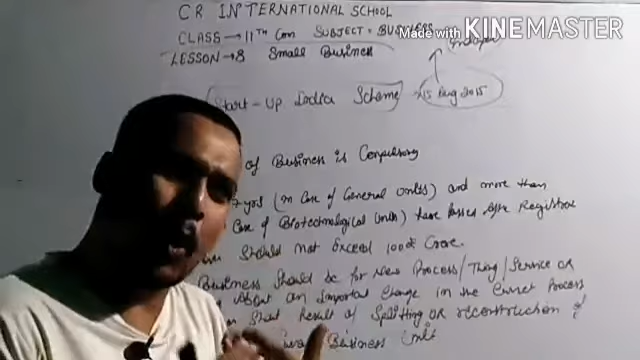 CR INTERNATIONAL SCHOOL
CLASS → 11TH Com SUBJECT = BUSINESS
Made with KINEMASTER
LESSON → 8 Small Business
Start-Up India Scheme → 15 Aug 2015
of Business is Compulsory
7 yrs (in Case of General Units) and more than
Case of Biotechnological Units) have passed after Registration
Should not Exceed 100 Crore.
Business should be for New Process/Thing/Service or
About an Important Change in the Current Process
Result of Splitting or reconstruction of
Business Unit